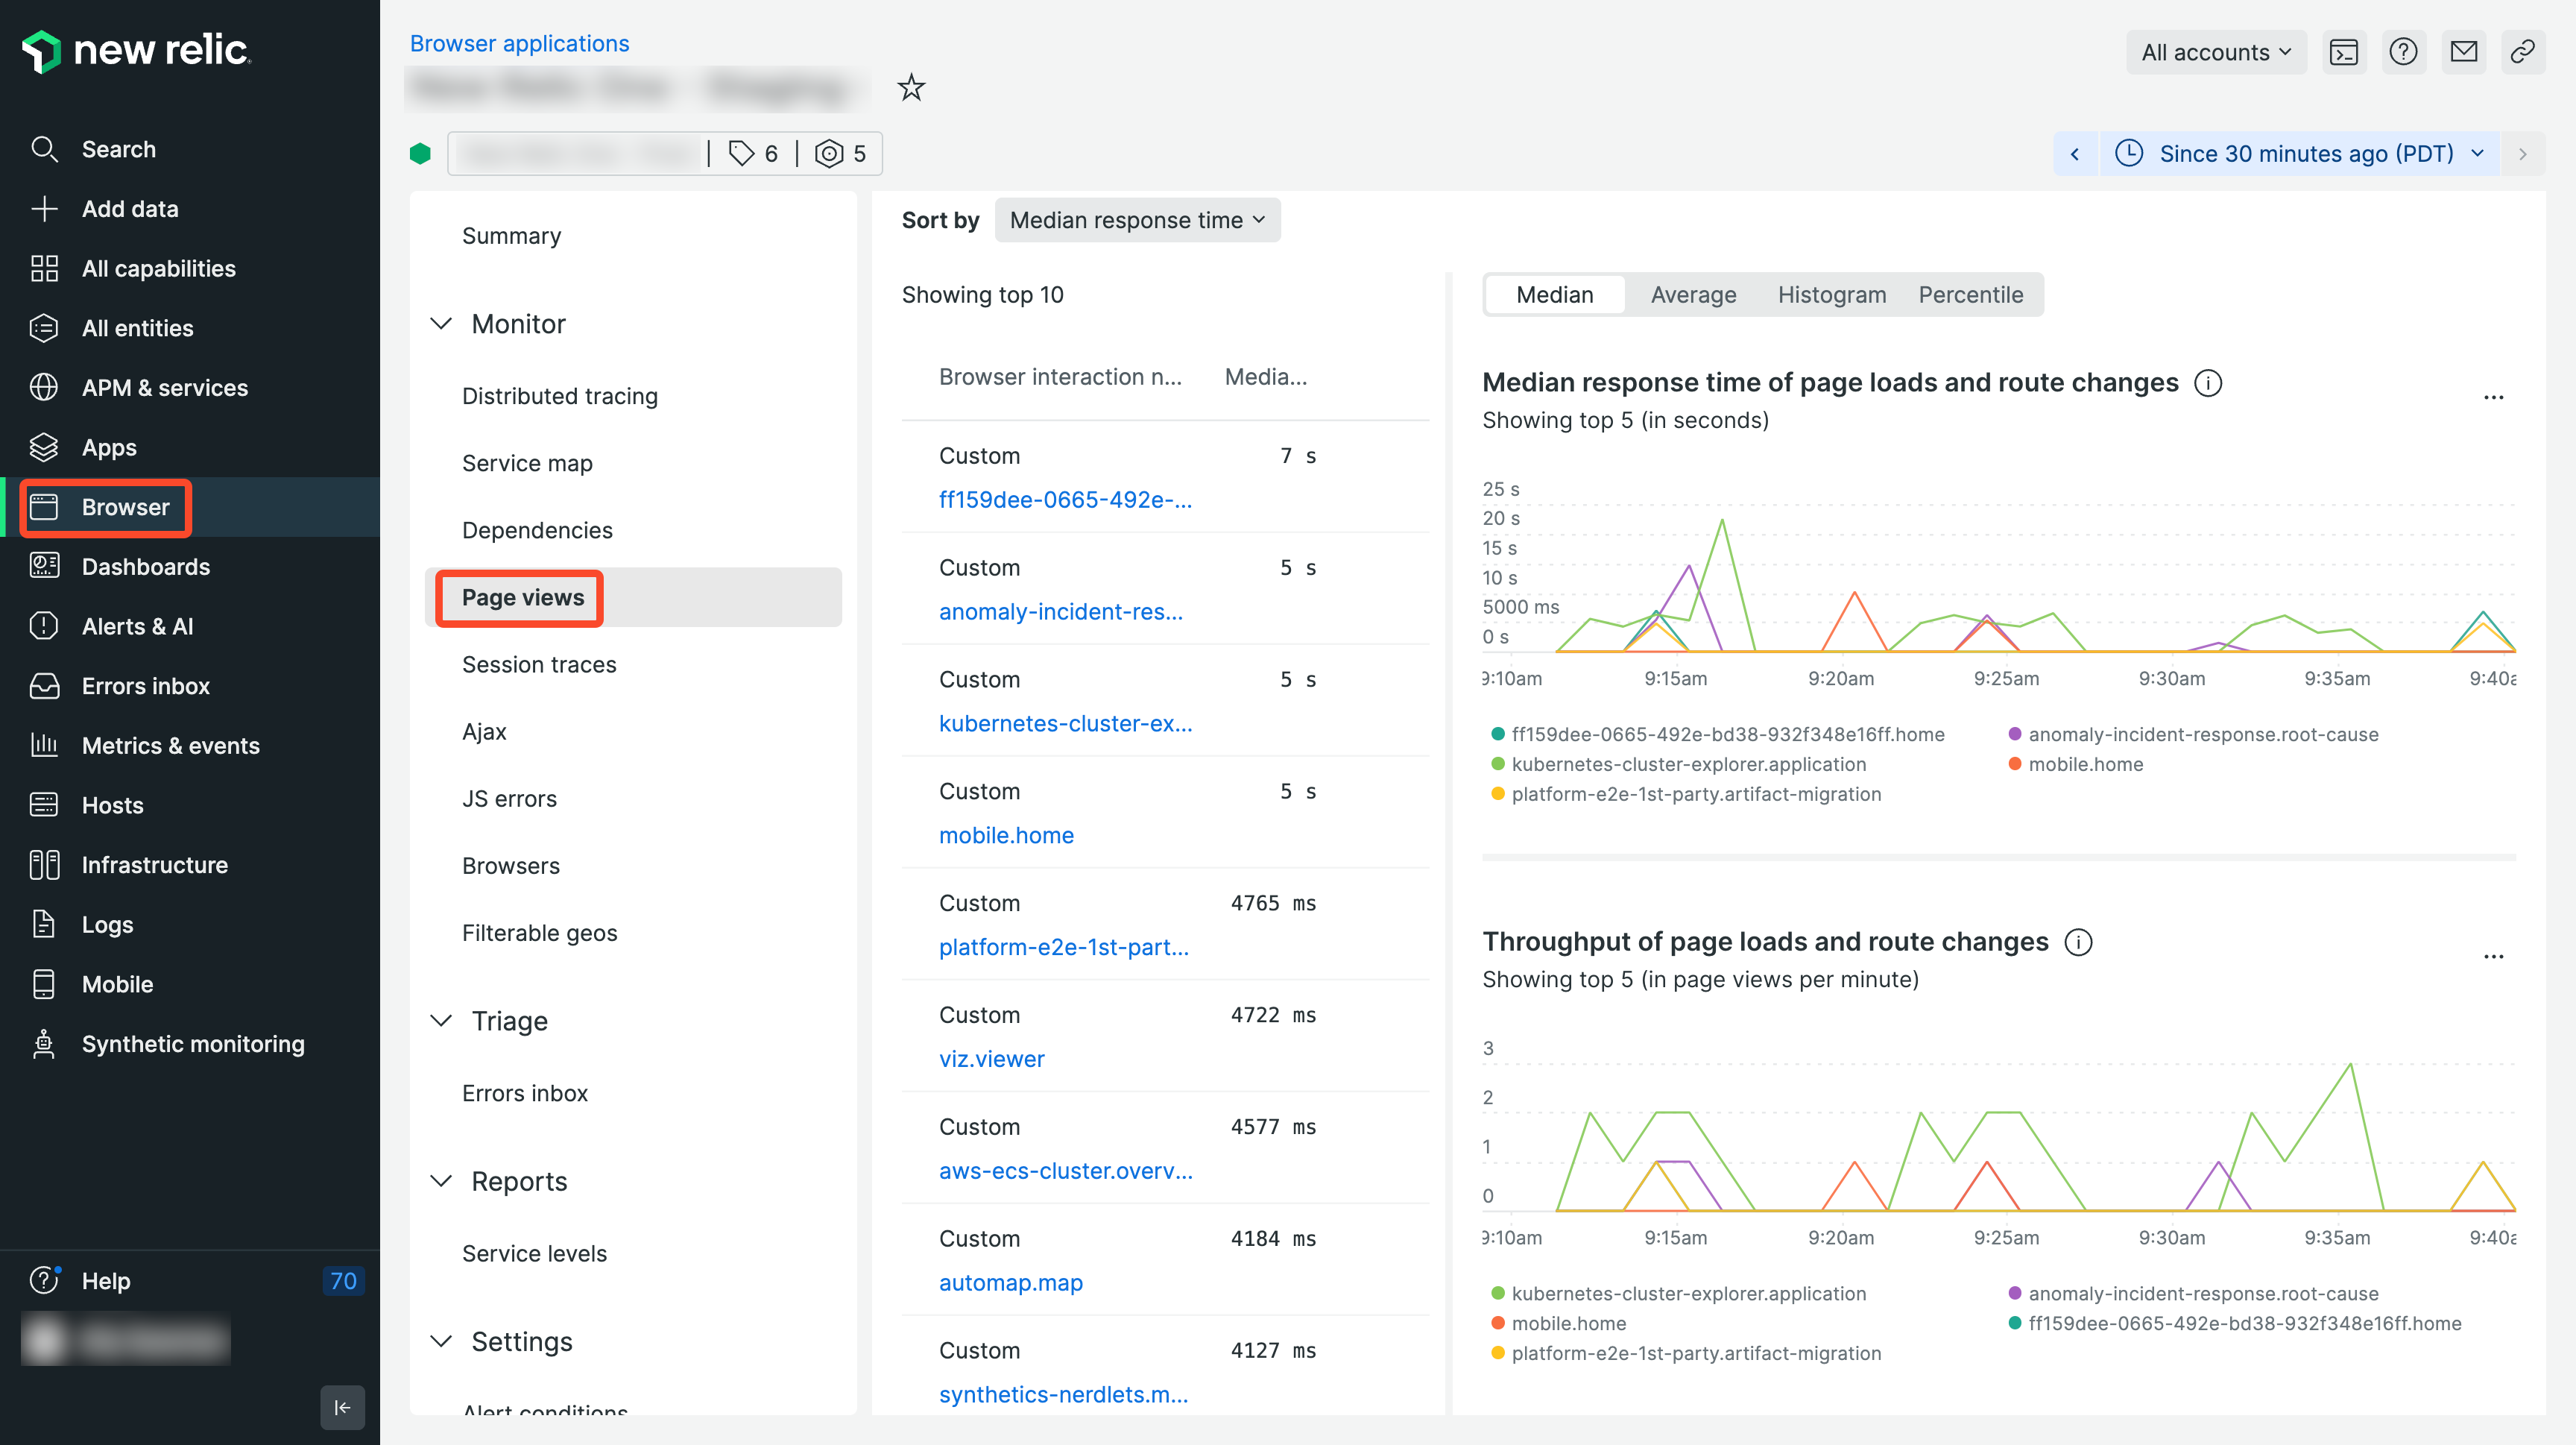 new relic
Search
Add data
All capabilities
All entities
APM & services
Apps
Browser
Dashboards
Alerts & AI
Errors inbox
Metrics & events
Hosts
Infrastructure
Logs
Mobile
Synthetic monitoring
Help 70
Browser applications
All accounts
6 | 5
Since 30 minutes ago (PDT)
Summary
Monitor
Distributed tracing
Service map
Dependencies
Page views
Session traces
Ajax
JS errors
Browsers
Filterable geos
Triage
Errors inbox
Reports
Service levels
Settings
Alert conditions
Sort by Median response time
Showing top 10
Browser interaction n... Media...
Custom 7 s
ff159dee-0665-492e-...
Custom 5 s
anomaly-incident-res...
Custom 5 s
kubernetes-cluster-ex...
Custom 5 s
mobile.home
Custom 4765 ms
platform-e2e-1st-part...
Custom 4722 ms
viz.viewer
Custom 4577 ms
aws-ecs-cluster.overv...
Custom 4184 ms
automap.map
Custom 4127 ms
synthetics-nerdlets.m...
Median Average Histogram Percentile
Median response time of page loads and route changes
Showing top 5 (in seconds)
25 s
20 s
15 s
10 s
5000 ms
0 s
9:10am 9:15am 9:20am 9:25am 9:30am 9:35am 9:40a
ff159dee-0665-492e-bd38-932f348e16ff.home anomaly-incident-response.root-cause
kubernetes-cluster-explorer.application mobile.home
platform-e2e-1st-party.artifact-migration
Throughput of page loads and route changes
Showing top 5 (in page views per minute)
3
2
1
0
9:10am 9:15am 9:20am 9:25am 9:30am 9:35am 9:40a
kubernetes-cluster-explorer.application anomaly-incident-response.root-cause
mobile.home ff159dee-0665-492e-bd38-932f348e16ff.home
platform-e2e-1st-party.artifact-migration